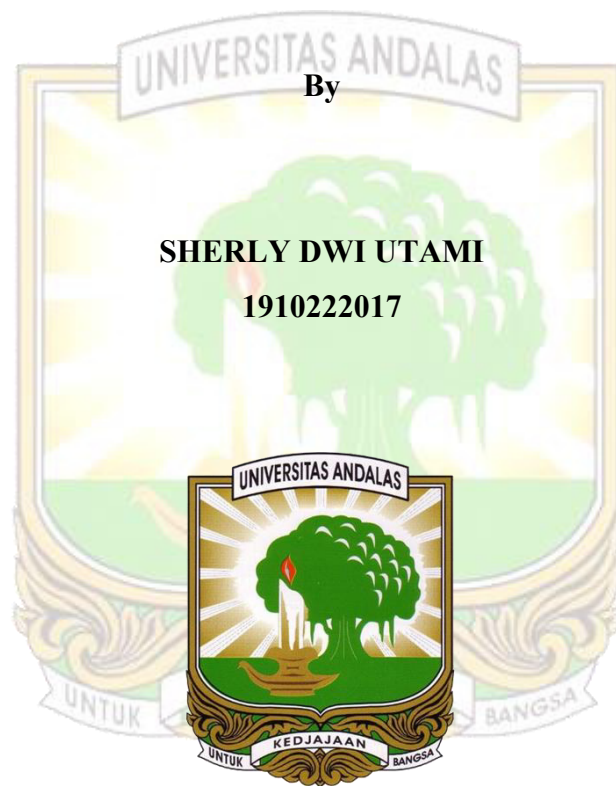 UNIVERSITAS ANDALAS
By
SHERLY DWI UTAMI
1910222017
UNIVERSITAS ANDALAS
UNTUK BANGSA
UNTUK KEDJAJAAN BANGSA